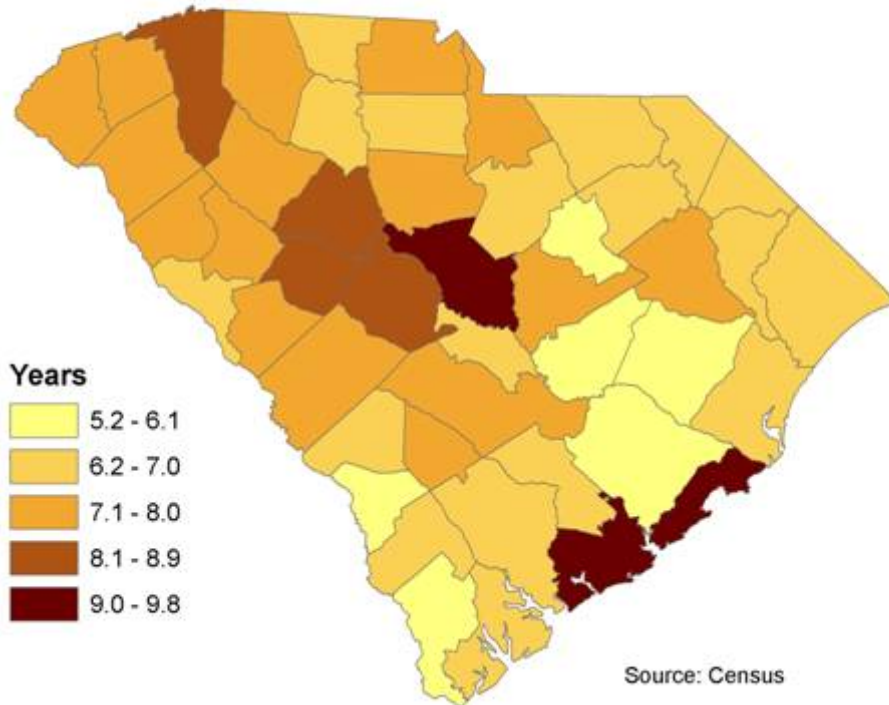 Years
5.2 - 6.1
6.2 - 7.0
7.1 - 8.0
8.1 - 8.9
9.0 - 9.8
Source: Census